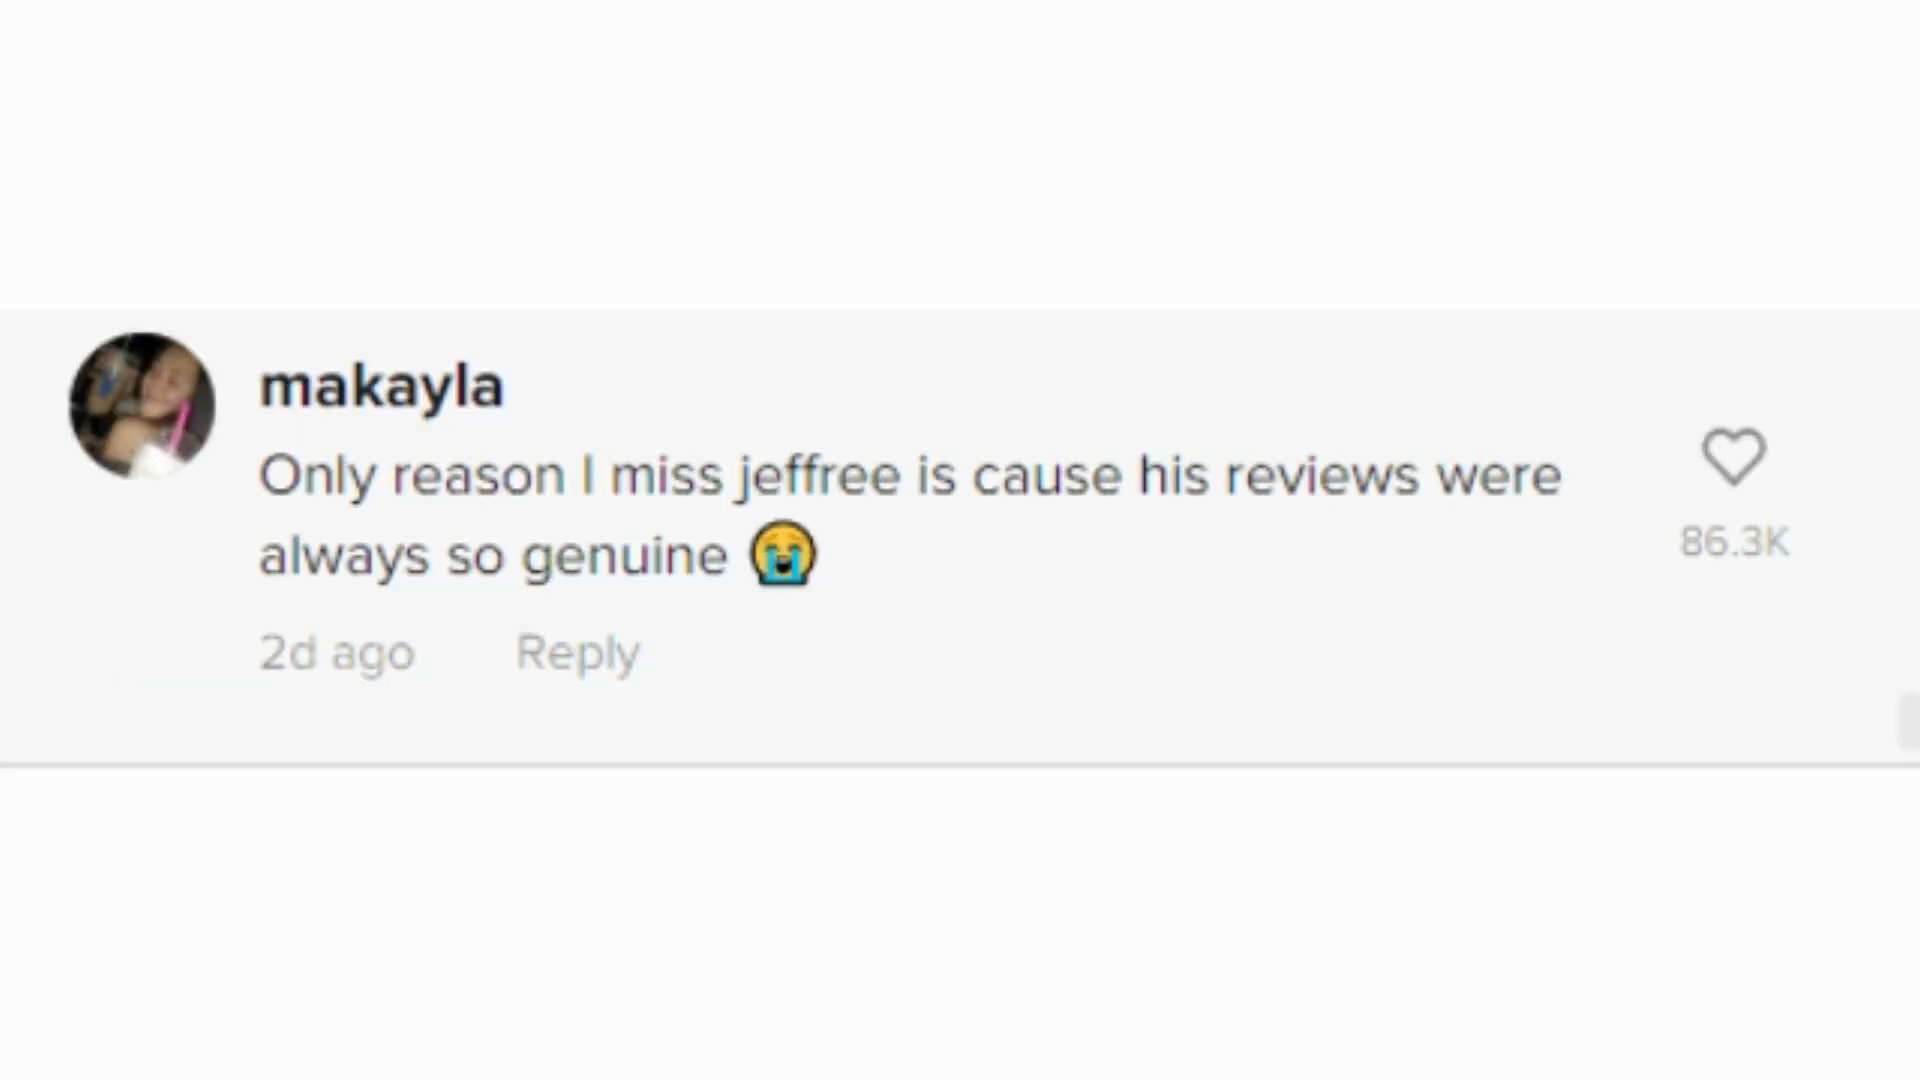 makayla
Only reason I miss jeffree is cause his reviews were
always so genuine 😭
86.3K
2d ago Reply